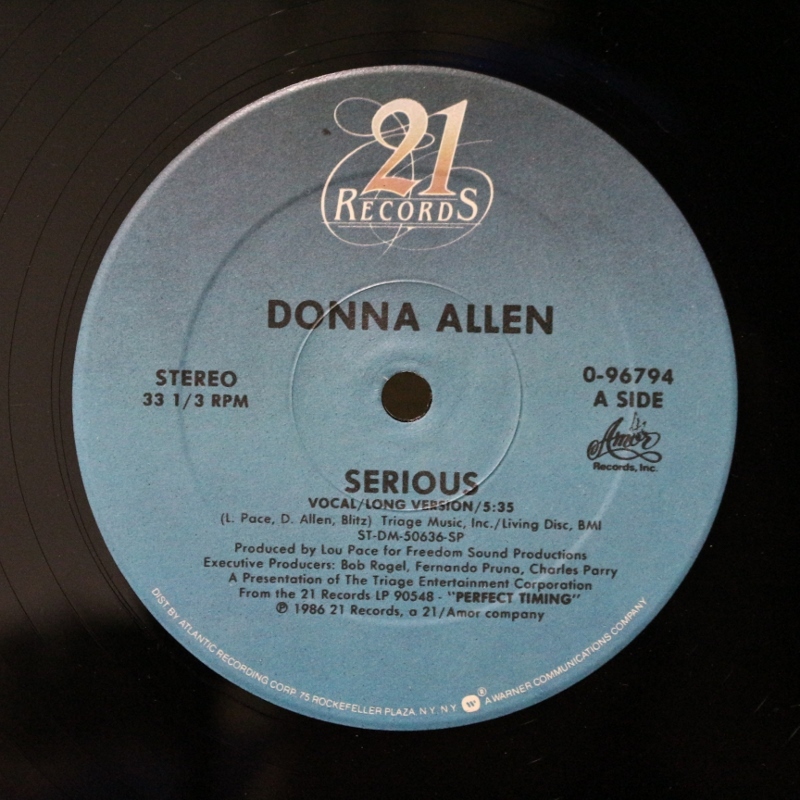 21
RECORDS
DONNA ALLEN
STEREO
33 1/3 RPM
0-96794
A SIDE
Amor
Records, Inc.
SERIOUS
VOCAL/LONG VERSION/5:35
(L. Pace, D. Allen, Blitz) Triage Music, Inc./Living Disc, BMI
ST-DM-50636-SP
Produced by Lou Pace for Freedom Sound Productions
Executive Producers: Bob Rogel, Fernando Pruna, Charles Parry
A Presentation of The Triage Entertainment Corporation
From the 21 Records LP 90548 - "PERFECT TIMING"
℗ 1986 21 Records, a 21/Amor company
DIST. BY ATLANTIC RECORDING CORP. 75 ROCKEFELLER PLAZA, N.Y., N.Y. W ® A WARNER COMMUNICATIONS COMPANY